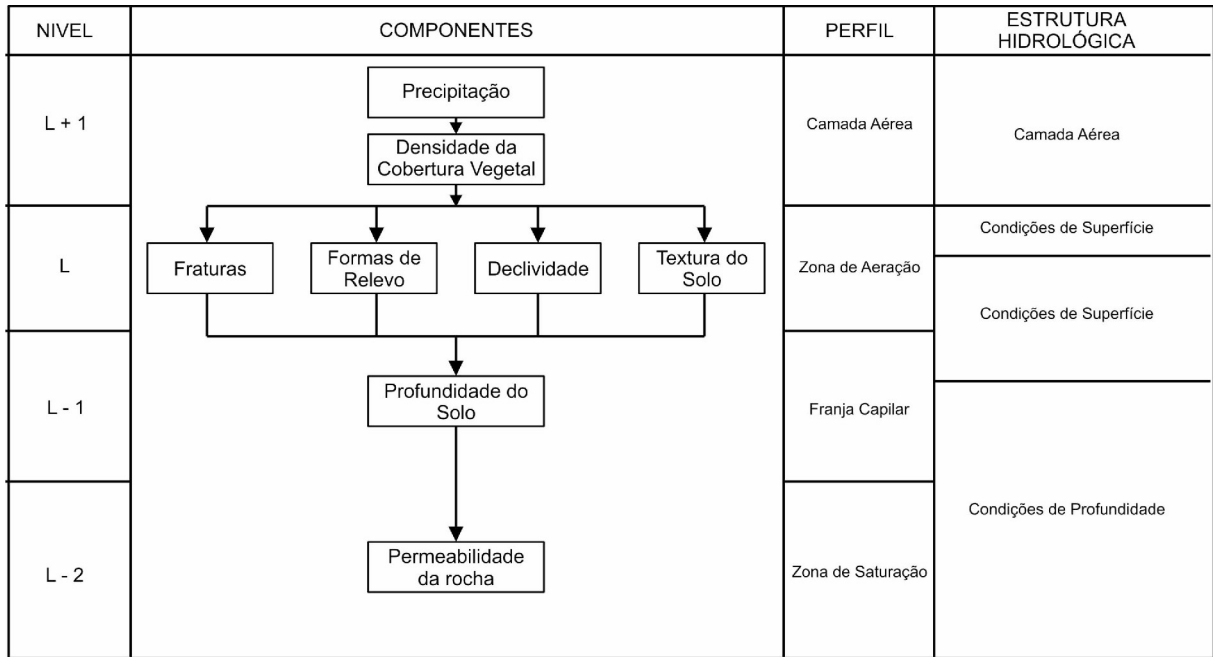 NIVEL
COMPONENTES
PERFIL
ESTRUTURA
HIDROLÓGICA
L + 1
Precipitação
Densidade da
Cobertura Vegetal
Camada Aérea
Camada Aérea
L
Fraturas
Formas de
Relevo
Declividade
Textura do
Solo
Zona de Aeração
Condições de Superfície
Condições de Superfície
L - 1
Profundidade do
Solo
Franja Capilar
Condições de Profundidade
L - 2
Permeabilidade
da rocha
Zona de Saturação